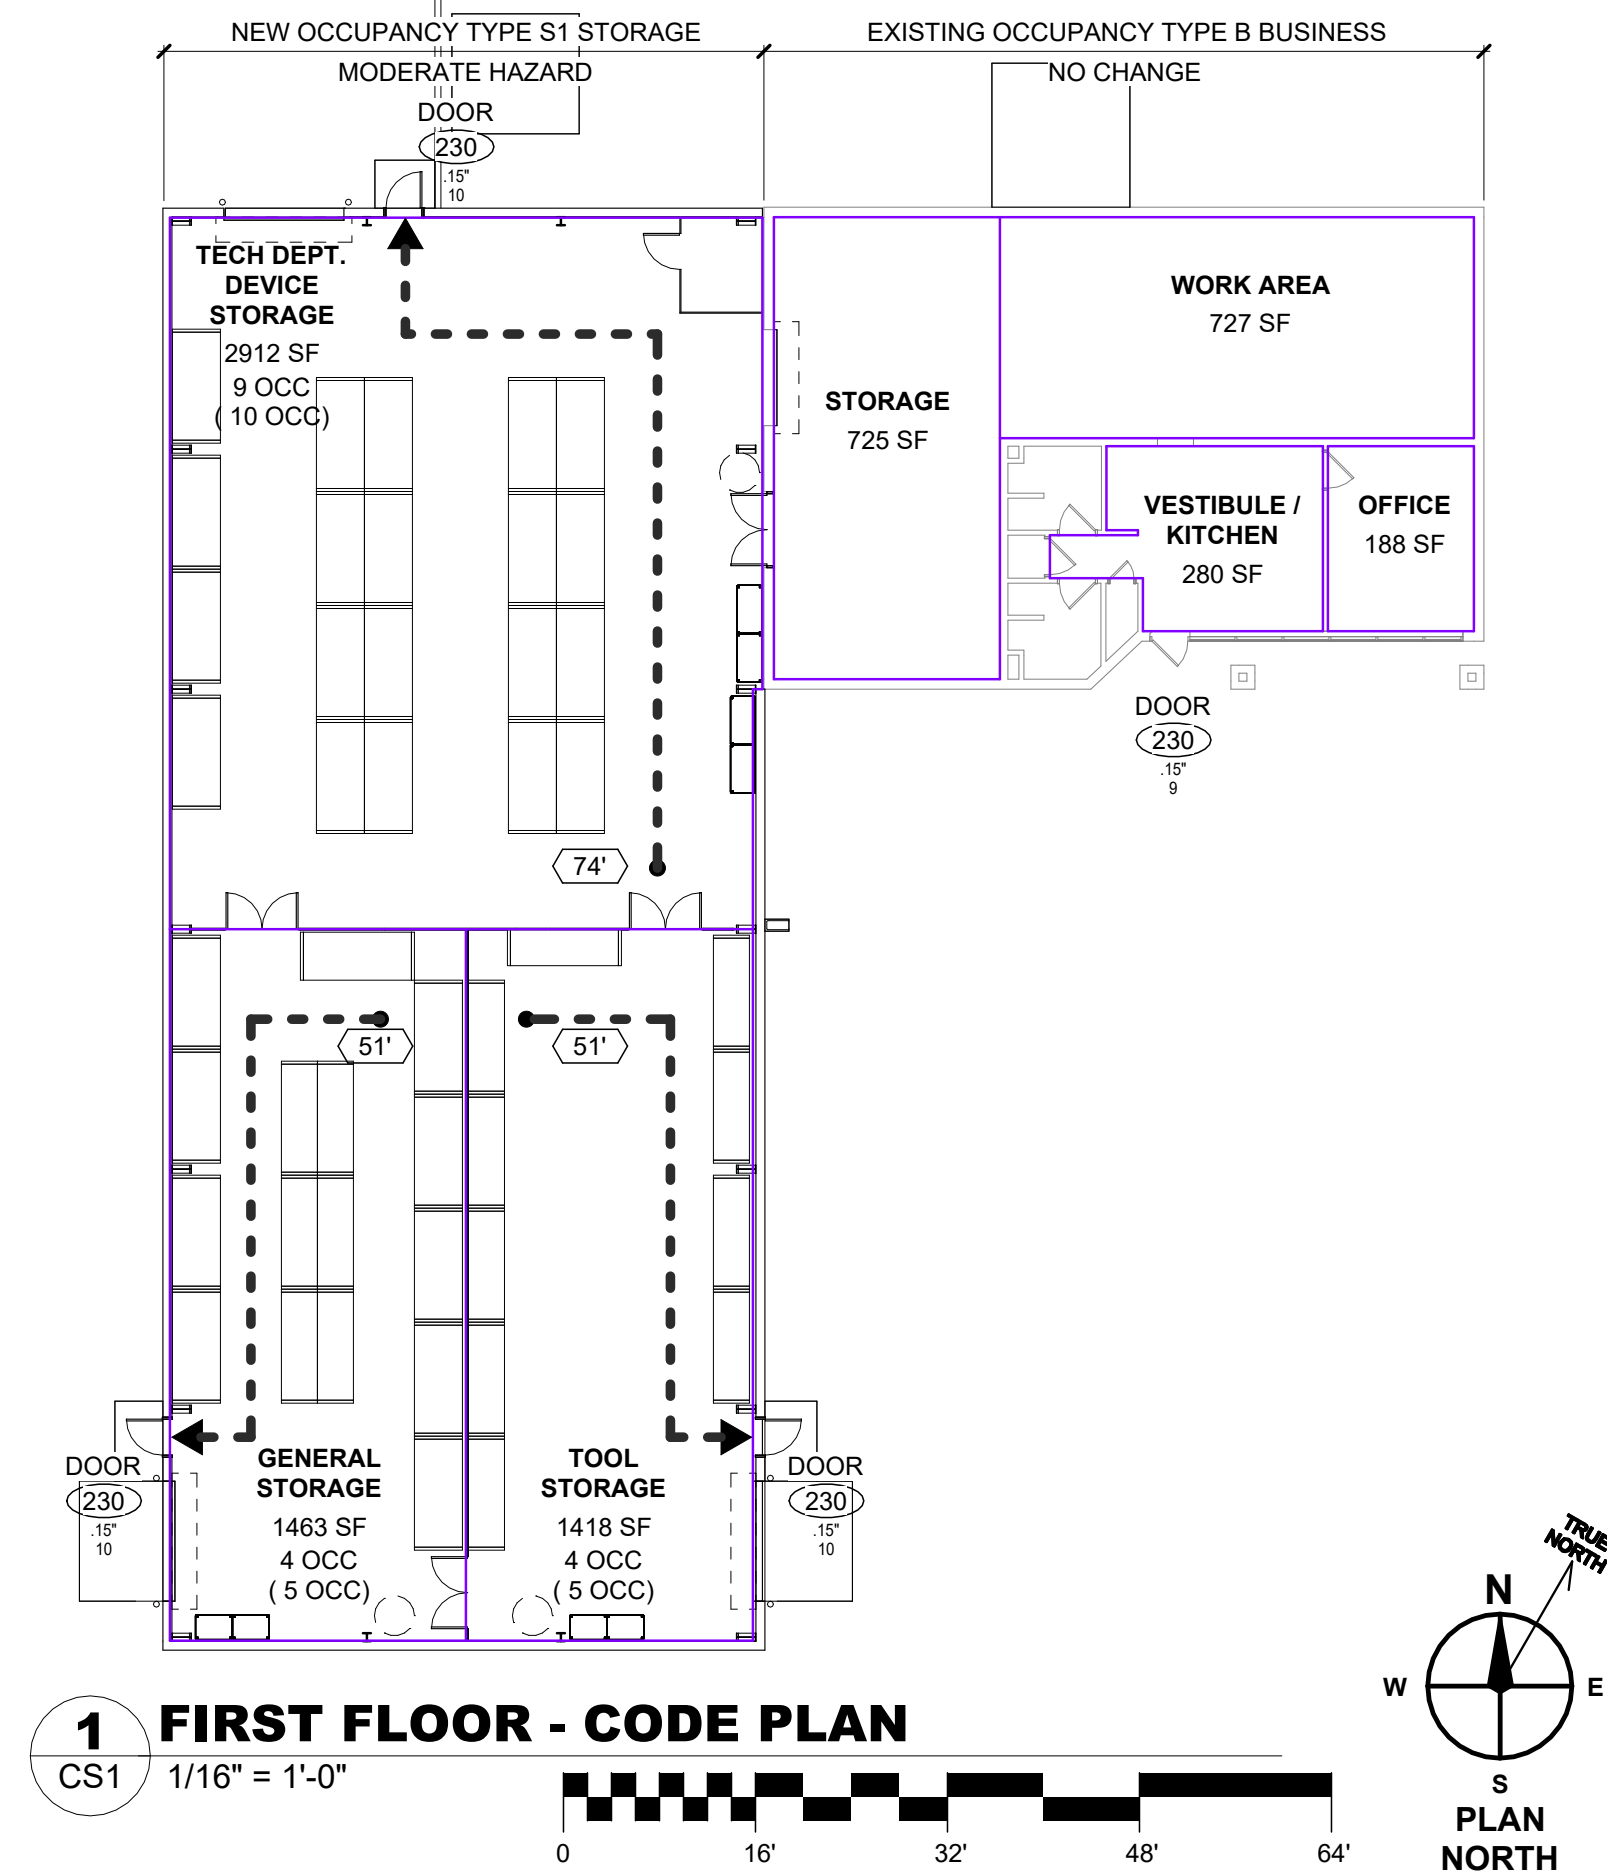 NEW OCCUPANCY TYPE S1 STORAGE
MODERATE HAZARD
EXISTING OCCUPANCY TYPE B BUSINESS
NO CHANGE
DOOR
230
.15"
10
TECH DEPT.
DEVICE
STORAGE
2912 SF
9 OCC
( 10 OCC)
STORAGE
725 SF
WORK AREA
727 SF
VESTIBULE /
KITCHEN
280 SF
OFFICE
188 SF
DOOR
230
.15"
9
74'
51'
51'
DOOR
230
.15"
10
GENERAL
STORAGE
1463 SF
4 OCC
( 5 OCC)
TOOL
STORAGE
1418 SF
4 OCC
( 5 OCC)
DOOR
230
.15"
10
1
CS1
FIRST FLOOR - CODE PLAN
1/16" = 1'-0"
0
16'
32'
48'
64'
TRUE
NORTH
N
W
E
S
PLAN
NORTH